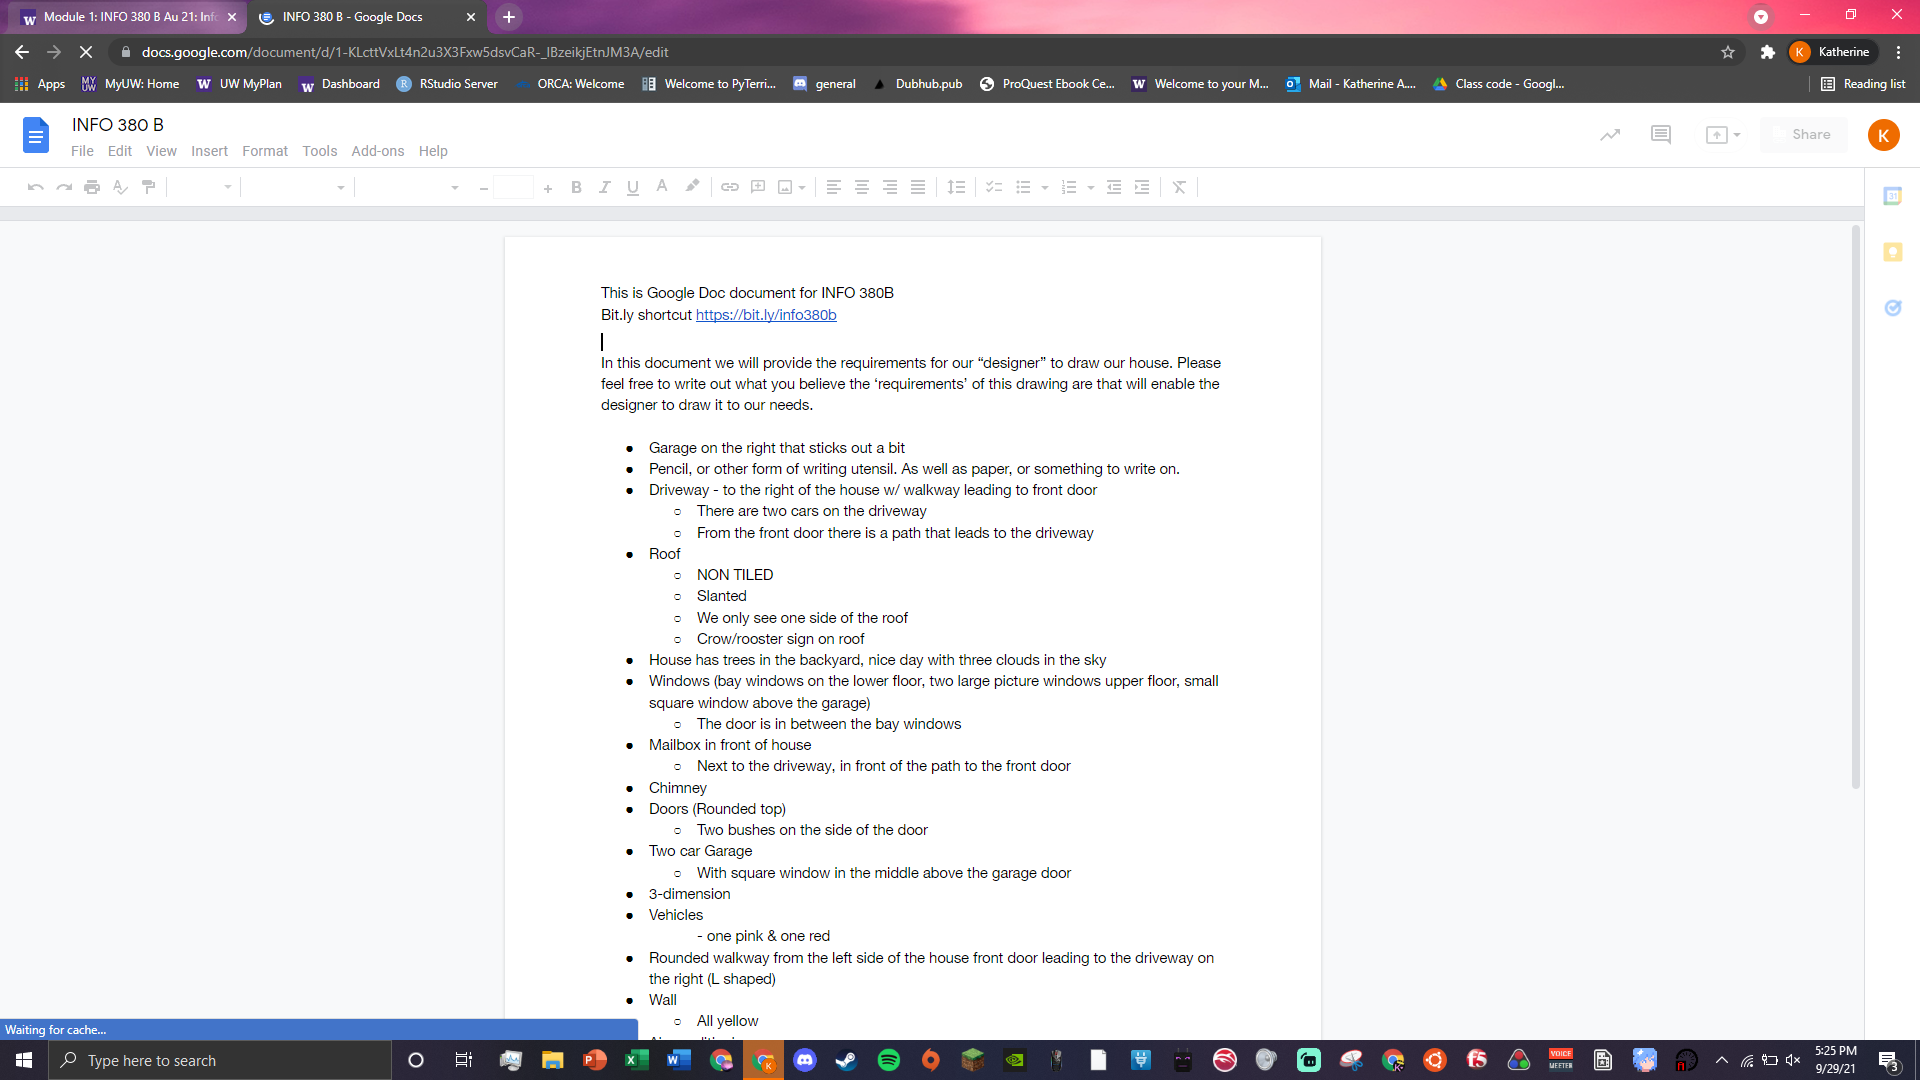 Module 1: INFO 380 B Au 21: Info
INFO 380 B - Google Docs
docs.google.com/document/d/1-KLcttVxLt4n2u3X3Fxw5dsvCaR-_lBzeikjEtnJM3A/edit
Katherine
Apps
MyUW: Home
UW MyPlan
Dashboard
RStudio Server
ORCA: Welcome
Welcome to PyTerri...
general
Dubhub.pub
ProQuest Ebook Ce...
Welcome to your M...
Mail - Katherine A....
Class code - Googl...
Reading list
INFO 380 B
File Edit View Insert Format Tools Add-ons Help
Share
K
This is Google Doc document for INFO 380B
Bit.ly shortcut https://bit.ly/info380b
In this document we will provide the requirements for our “designer” to draw our house. Please
feel free to write out what you believe the ‘requirements’ of this drawing are that will enable the
designer to draw it to our needs.
● Garage on the right that sticks out a bit
● Pencil, or other form of writing utensil. As well as paper, or something to write on.
● Driveway - to the right of the house w/ walkway leading to front door
○ There are two cars on the driveway
○ From the front door there is a path that leads to the driveway
● Roof
○ NON TILED
○ Slanted
○ We only see one side of the roof
○ Crow/rooster sign on roof
● House has trees in the backyard, nice day with three clouds in the sky
● Windows (bay windows on the lower floor, two large picture windows upper floor, small
square window above the garage)
○ The door is in between the bay windows
● Mailbox in front of house
○ Next to the driveway, in front of the path to the front door
● Chimney
● Doors (Rounded top)
○ Two bushes on the side of the door
● Two car Garage
○ With square window in the middle above the garage door
● 3-dimension
● Vehicles
- one pink & one red
● Rounded walkway from the left side of the house front door leading to the driveway on
the right (L shaped)
● Wall
○ All yellow
Waiting for cache...
Type here to search
5:25 PM
9/29/21
3